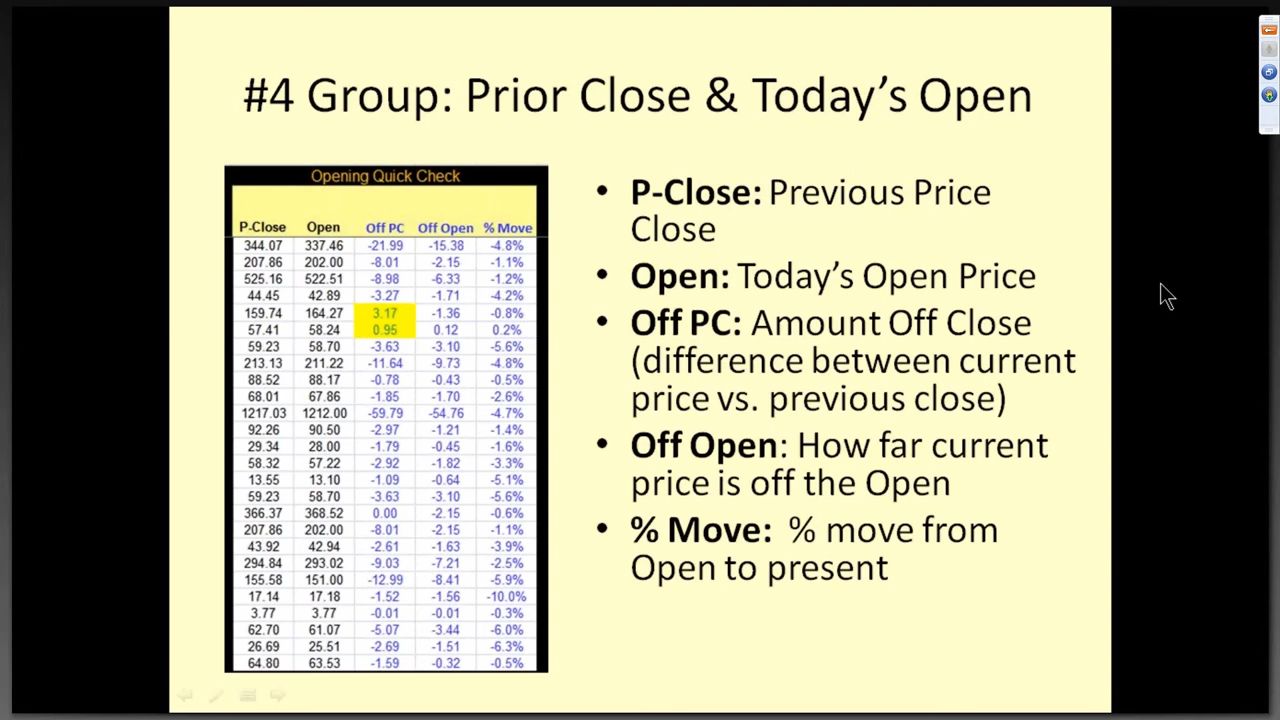 #4 Group: Prior Close & Today's Open
Opening Quick Check
P-Close Open Off PC Off Open % Move
344.07 337.46 -21.99 -15.38 -4.8%
207.86 202.00 -8.01 -2.15 -1.1%
525.16 522.51 -8.98 -6.33 -1.2%
44.45 42.89 -3.27 -1.71 -4.2%
159.74 164.27 3.17 -1.36 -0.8%
57.41 58.24 0.95 0.12 0.2%
59.23 58.70 -3.63 -3.10 -5.6%
213.13 211.22 -11.64 -9.73 -4.8%
88.52 88.17 -0.78 -0.43 -0.5%
68.01 67.86 -1.85 -1.70 -2.6%
1217.03 1212.00 -59.79 -54.76 -4.7%
92.26 90.50 -2.97 -1.21 -1.4%
29.34 28.00 -1.79 -0.45 -1.6%
58.32 57.22 -2.92 -1.82 -3.3%
13.55 13.10 -1.09 -0.64 -5.1%
59.23 58.70 -3.63 -3.10 -5.6%
366.37 368.52 0.00 -2.15 -0.6%
207.86 202.00 -8.01 -2.15 -1.1%
43.92 42.94 -2.61 -1.63 -3.9%
294.84 293.02 -9.03 -7.21 -2.5%
155.58 151.00 -12.99 -8.41 -5.9%
17.14 17.18 -1.52 -1.56 -10.0%
3.77 3.77 -0.01 -0.01 -0.3%
62.70 61.07 -5.07 -3.44 -6.0%
26.69 25.51 -2.69 -1.51 -6.3%
64.80 63.53 -1.59 -0.32 -0.5%
• P-Close: Previous Price
Close
• Open: Today's Open Price
• Off PC: Amount Off Close
(difference between current
price vs. previous close)
• Off Open: How far current
price is off the Open
• % Move: % move from
Open to present